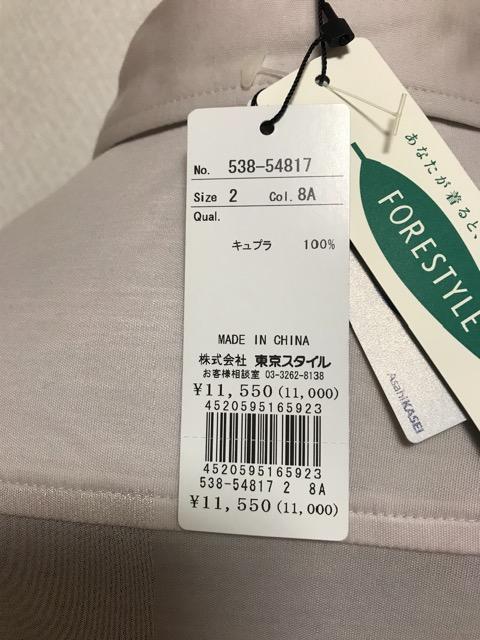 No. 538-54817
Size 2 Col. 8A
Qual.
キュプラ 100%
MADE IN CHINA
株式会社 東京スタイル
お客様相談室 03-3262-8138
¥11,550(11,000)
4520595165923
4520595165923
538-54817 2 8A
¥11,550(11,000)
あなたが着ると、
FORESTYLE
AsahiKASEI